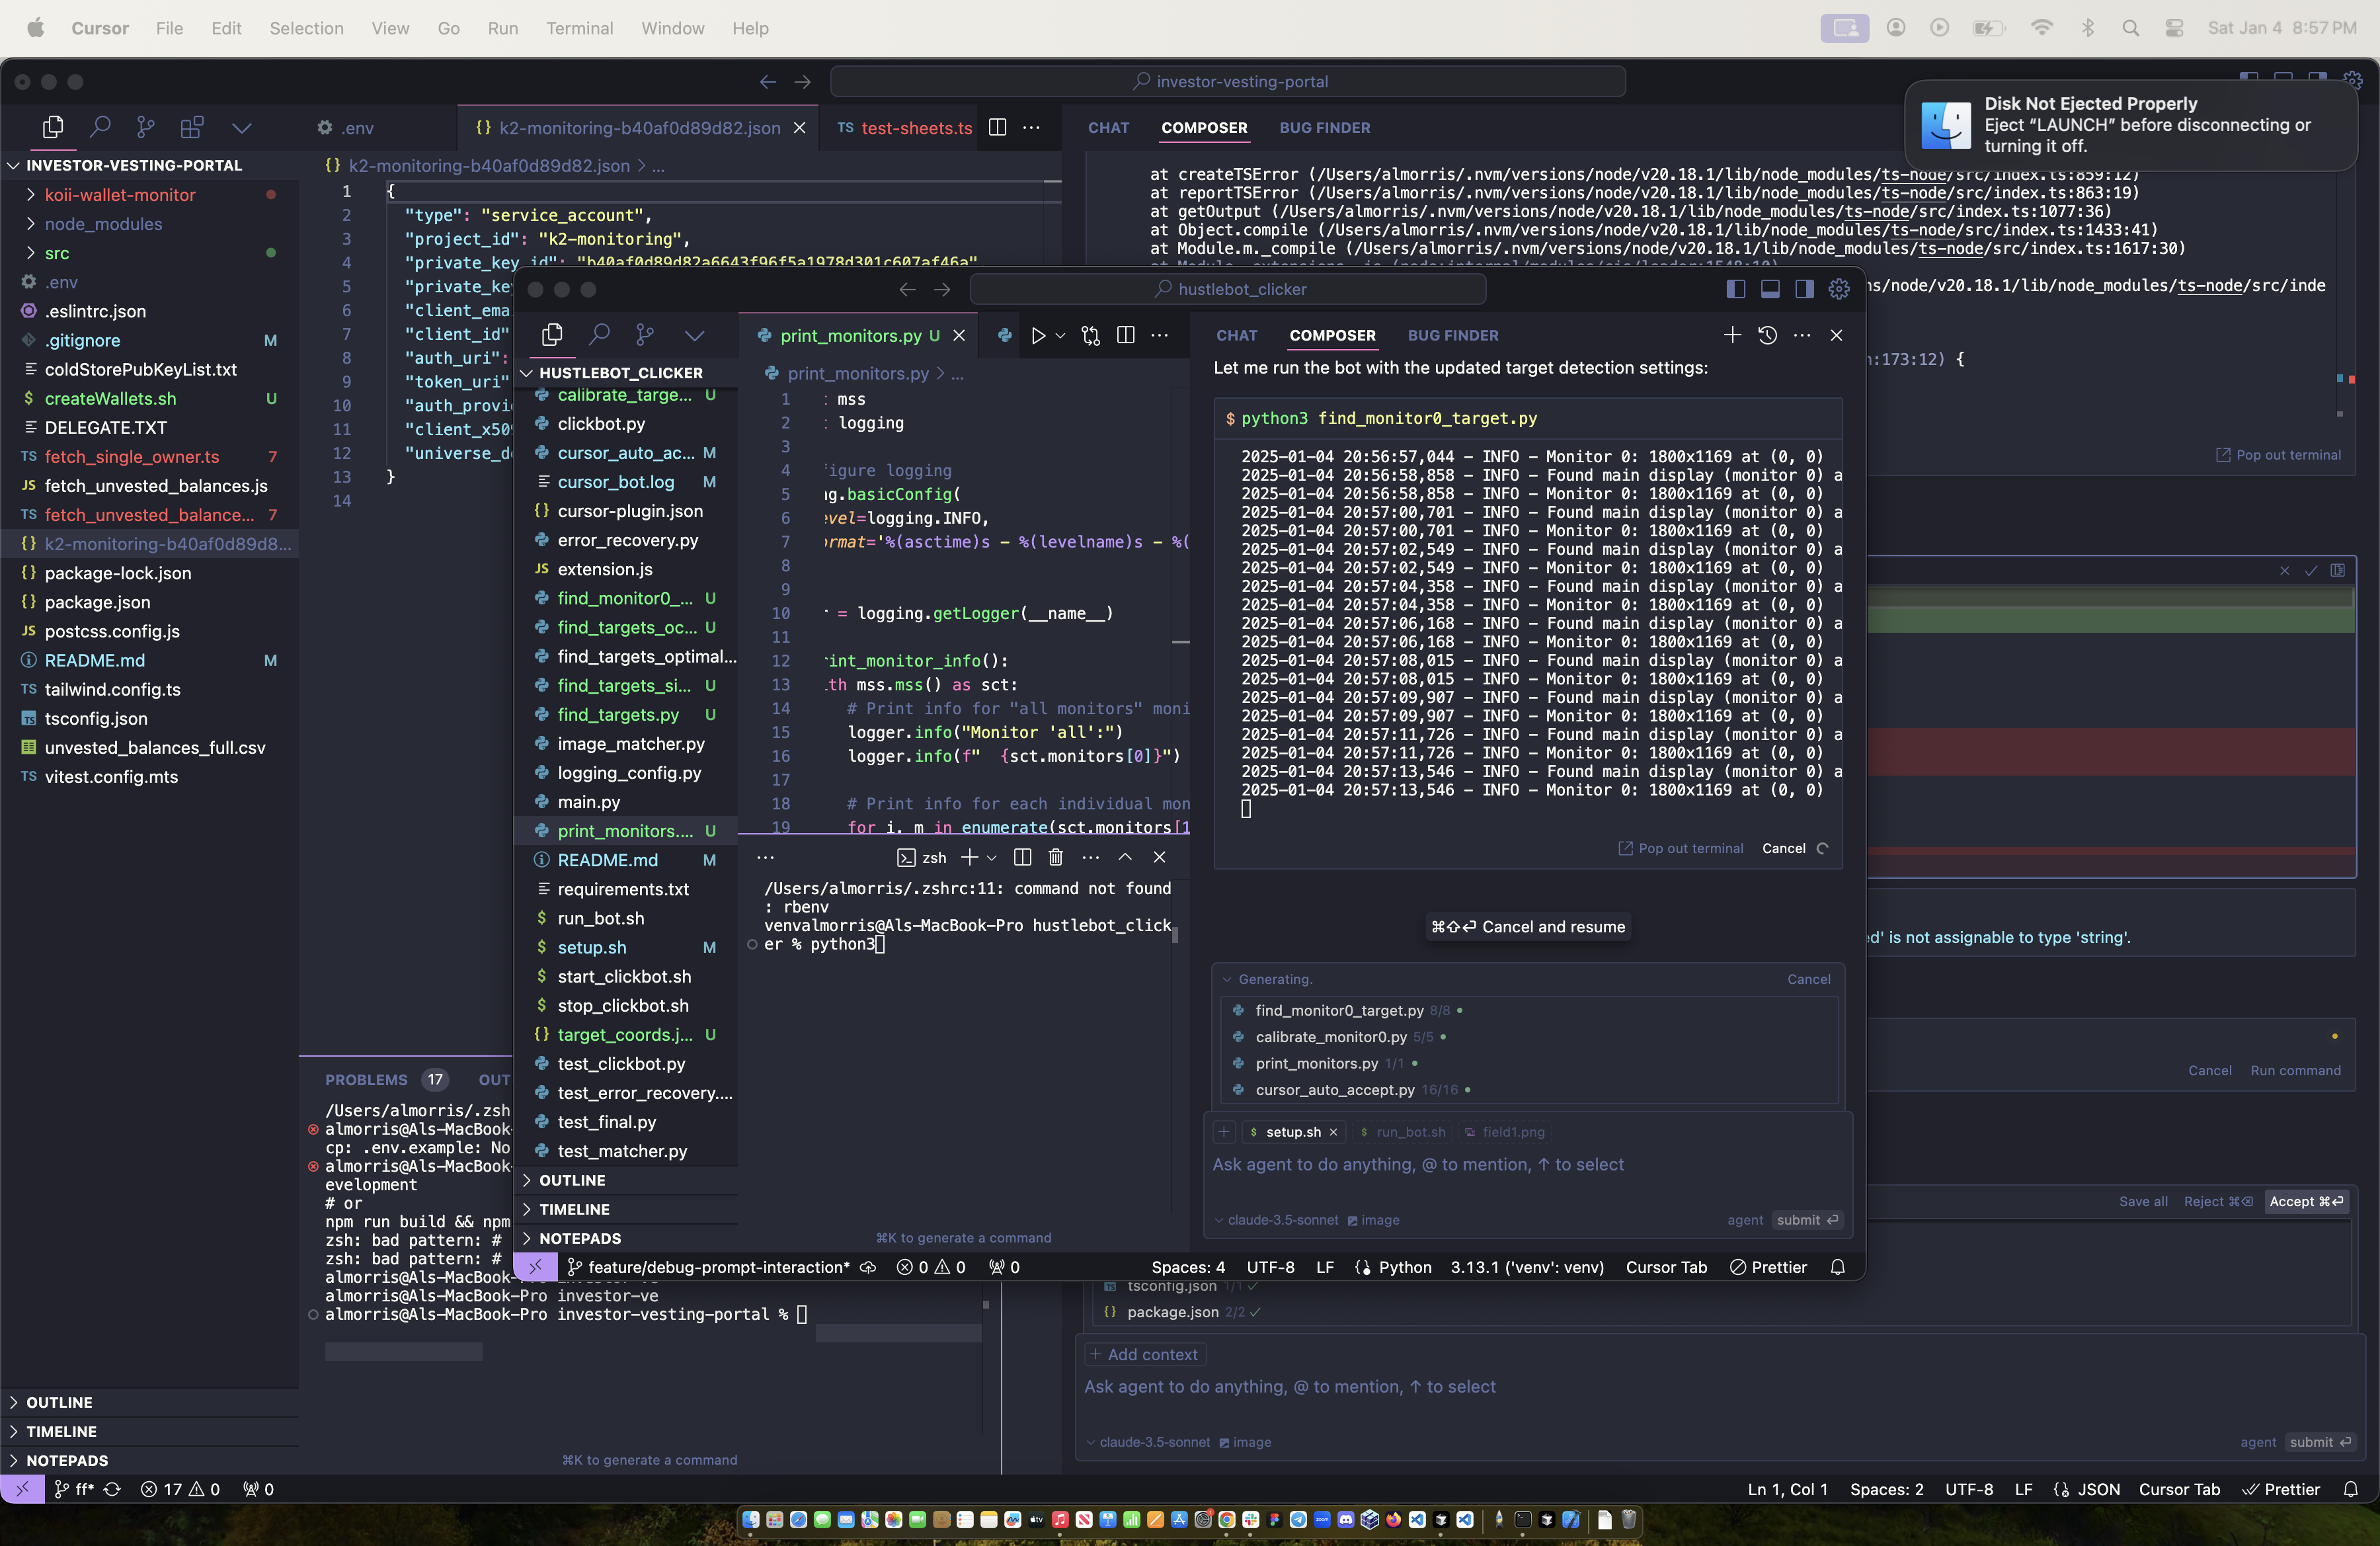 Cursor File Edit Selection View Go Run Terminal Window Help
Sat Jan 4 8:57 PM
investor-vesting-portal
Disk Not Ejected Properly
Eject “LAUNCH” before disconnecting or
turning it off.
.env
k2-monitoring-b40af0d89d82.json
TS test-sheets.ts
CHAT COMPOSER BUG FINDER
INVESTOR-VESTING-PORTAL
koii-wallet-monitor
node_modules
src
.env
.eslintrc.json
.gitignore M
coldStorePubKeyList.txt
createWallets.sh U
DELEGATE.TXT
TS fetch_single_owner.ts 7
JS fetch_unvested_balances.js
TS fetch_unvested_balance... 7
k2-monitoring-b40af0d89d8...
package-lock.json
package.json
JS postcss.config.js
README.md M
TS tailwind.config.ts
tsconfig.json
unvested_balances_full.csv
TS vitest.config.mts
OUTLINE
TIMELINE
NOTEPADS
{} k2-monitoring-b40af0d89d82.json > ...
1 {
2 "type": "service_account",
3 "project_id": "k2-monitoring",
4 "private_key_id": "b40af0d89d82a6643f96f5a1978d301c607af46a"
5 "private_key
6 "client_ema
7 "client_id"
8 "auth_uri":
9 "token_uri"
10 "auth_provi
11 "client_x509
12 "universe_do
13 }
14
at createTSError (/Users/almorris/.nvm/versions/node/v20.18.1/lib/node_modules/ts-node/src/index.ts:859:12)
at reportTSError (/Users/almorris/.nvm/versions/node/v20.18.1/lib/node_modules/ts-node/src/index.ts:863:19)
at getOutput (/Users/almorris/.nvm/versions/node/v20.18.1/lib/node_modules/ts-node/src/index.ts:1077:36)
at Object.compile (/Users/almorris/.nvm/versions/node/v20.18.1/lib/node_modules/ts-node/src/index.ts:1433:41)
at Module.m._compile (/Users/almorris/.nvm/versions/node/v20.18.1/lib/node_modules/ts-node/src/index.ts:1617:30)
ns/node/v20.18.1/lib/node_modules/ts-node/src/inde
n:173:12) {
Pop out terminal
ed' is not assignable to type 'string'.
Cancel Run command
Save all Reject ⌘⌫ Accept ⌘⏎
tsconfig.json 1/1 ✓
package.json 2/2 ✓
+ Add context
Ask agent to do anything, @ to mention, ↑ to select
claude-3.5-sonnet image
agent submit ⏎
PROBLEMS 17 OUT
/Users/almorris/.zsh
almorris@Als-MacBook-
cp: .env.example: No
almorris@Als-MacBook-
evelopment
# or
npm run build && npm
zsh: bad pattern: #
zsh: bad pattern: #
almorris@Als-MacBook-Pro investor-ve
almorris@Als-MacBook-Pro investor-ve
almorris@Als-MacBook-Pro investor-vesting-portal %
⌘K to generate a command
ff* 17 0 0
Ln 1, Col 1 Spaces: 2 UTF-8 LF JSON Cursor Tab Prettier
hustlebot_clicker
print_monitors.py U
CHAT COMPOSER BUG FINDER
HUSTLEBOT_CLICKER
calibrate_targe... U
clickbot.py
cursor_auto_ac... M
cursor_bot.log M
cursor-plugin.json
error_recovery.py
JS extension.js
find_monitor0_... U
find_targets_oc... U
find_targets_optimal...
find_targets_si... U
find_targets.py U
image_matcher.py
logging_config.py
main.py
print_monitors.... U
README.md M
requirements.txt
run_bot.sh
setup.sh M
start_clickbot.sh
stop_clickbot.sh
target_coords.j... U
test_clickbot.py
test_error_recovery....
test_final.py
test_matcher.py
OUTLINE
TIMELINE
NOTEPADS
print_monitors.py > ...
1 : mss
2 : logging
3
4 figure logging
5 ng.basicConfig(
6 evel=logging.INFO,
7 ormat='%(asctime)s - %(levelname)s - %(
8
9
10 r = logging.getLogger(__name__)
11
12 rint_monitor_info():
13 ith mss.mss() as sct:
14 # Print info for "all monitors" moni
15 logger.info("Monitor 'all':")
16 logger.info(f" {sct.monitors[0]}")
17
18 # Print info for each individual mon
19 for i, m in enumerate(sct.monitors[1
zsh
/Users/almorris/.zshrc:11: command not found
: rbenv
venvalmorris@Als-MacBook-Pro hustlebot_click
er % python3
⌘K to generate a command
Let me run the bot with the updated target detection settings:
$ python3 find_monitor0_target.py
2025-01-04 20:56:57,044 - INFO - Monitor 0: 1800x1169 at (0, 0)
2025-01-04 20:56:58,858 - INFO - Found main display (monitor 0) a
2025-01-04 20:56:58,858 - INFO - Monitor 0: 1800x1169 at (0, 0)
2025-01-04 20:57:00,701 - INFO - Found main display (monitor 0) a
2025-01-04 20:57:00,701 - INFO - Monitor 0: 1800x1169 at (0, 0)
2025-01-04 20:57:02,549 - INFO - Found main display (monitor 0) a
2025-01-04 20:57:02,549 - INFO - Monitor 0: 1800x1169 at (0, 0)
2025-01-04 20:57:04,358 - INFO - Found main display (monitor 0) a
2025-01-04 20:57:04,358 - INFO - Monitor 0: 1800x1169 at (0, 0)
2025-01-04 20:57:06,168 - INFO - Found main display (monitor 0) a
2025-01-04 20:57:06,168 - INFO - Monitor 0: 1800x1169 at (0, 0)
2025-01-04 20:57:08,015 - INFO - Found main display (monitor 0) a
2025-01-04 20:57:08,015 - INFO - Monitor 0: 1800x1169 at (0, 0)
2025-01-04 20:57:09,907 - INFO - Found main display (monitor 0) a
2025-01-04 20:57:09,907 - INFO - Monitor 0: 1800x1169 at (0, 0)
2025-01-04 20:57:11,726 - INFO - Found main display (monitor 0) a
2025-01-04 20:57:11,726 - INFO - Monitor 0: 1800x1169 at (0, 0)
2025-01-04 20:57:13,546 - INFO - Found main display (monitor 0) a
2025-01-04 20:57:13,546 - INFO - Monitor 0: 1800x1169 at (0, 0)
Pop out terminal Cancel
⌘⇧⏎ Cancel and resume
Generating. Cancel
find_monitor0_target.py 8/8
calibrate_monitor0.py 5/5
print_monitors.py 1/1
cursor_auto_accept.py 16/16
+ $ setup.sh × $ run_bot.sh field1.png
Ask agent to do anything, @ to mention, ↑ to select
claude-3.5-sonnet image
agent submit ⏎
feature/debug-prompt-interaction* 0 0 0
Spaces: 4 UTF-8 LF Python 3.13.1 ('venv': venv) Cursor Tab Prettier